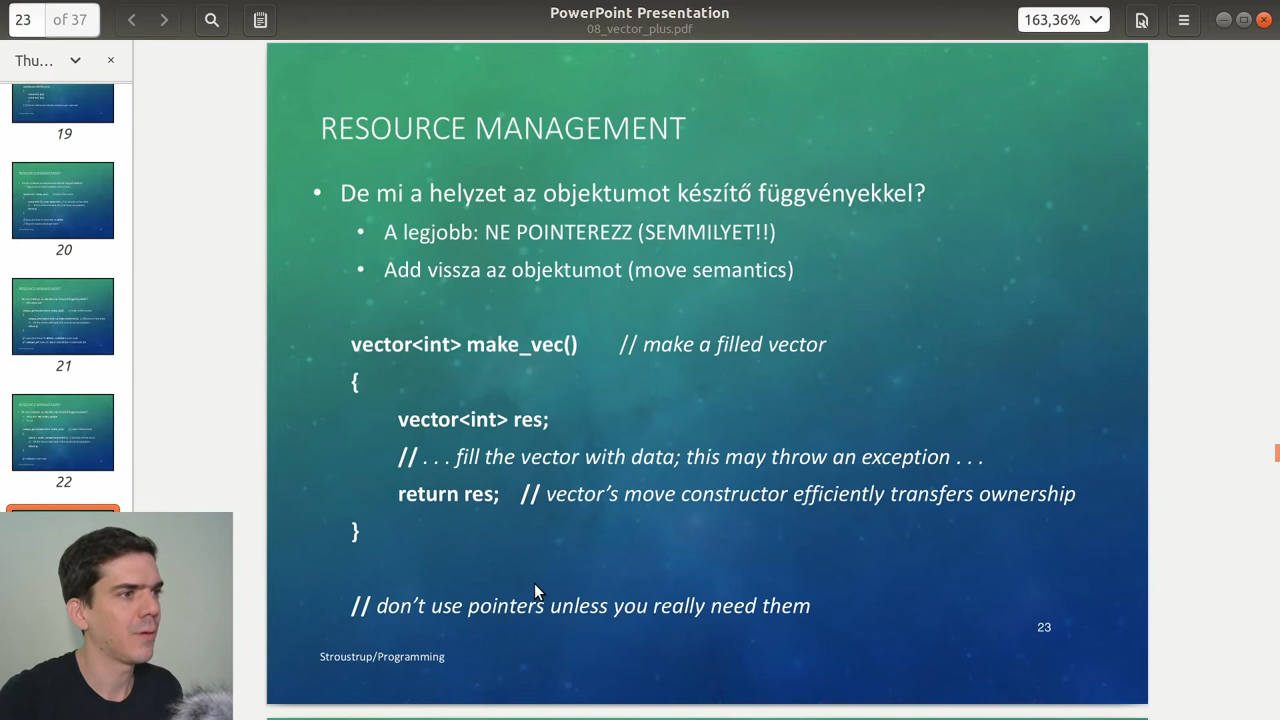 23
of 37
PowerPoint Presentation
08_vector_plus.pdf
163,36%
Thu...
19
20
21
22
RESOURCE MANAGEMENT
• De mi a helyzet az objektumot készítő függvényekkel?
• A legjobb: NE POINTEREZZ (SEMMILYET!!)
• Add vissza az objektumot (move semantics)
vector<int> make_vec() // make a filled vector
{
vector<int> res;
// . . . fill the vector with data; this may throw an exception . . .
return res; // vector’s move constructor efficiently transfers ownership
}
// don’t use pointers unless you really need them
23
Stroustrup/Programming